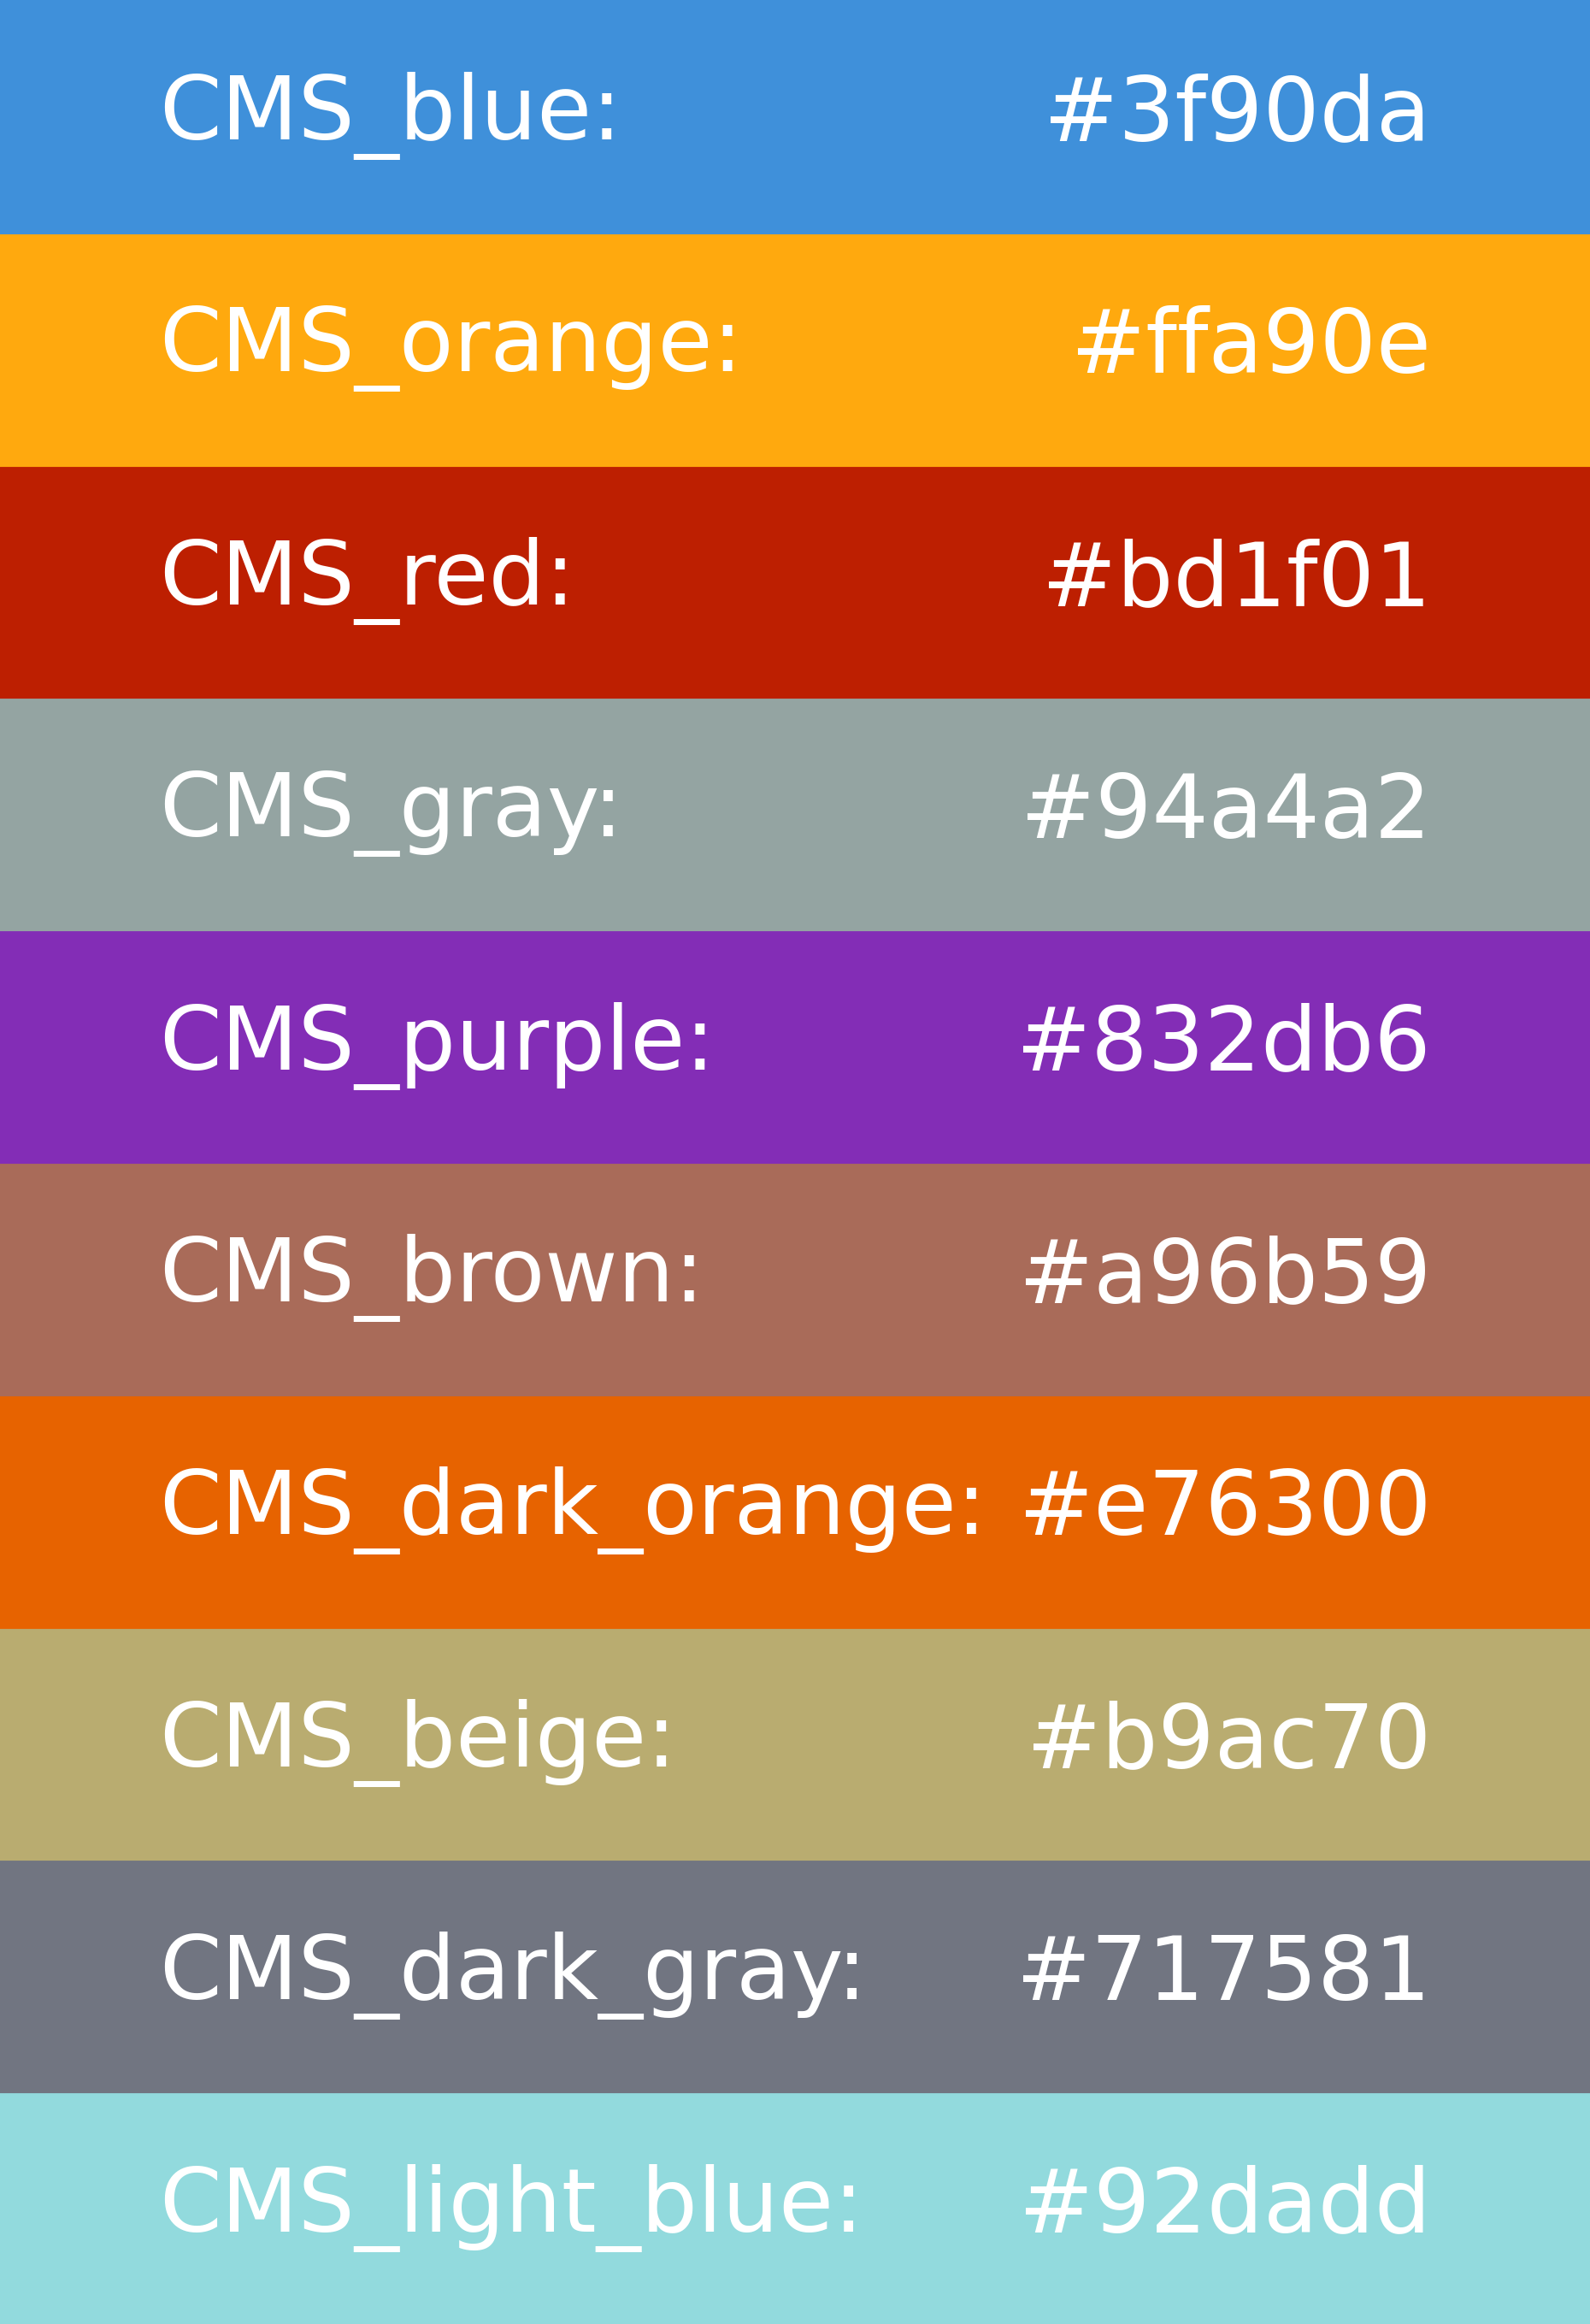 CMS_blue: #3f90da
CMS_orange: #ffa90e
CMS_red: #bd1f01
CMS_gray: #94a4a2
CMS_purple: #832db6
CMS_brown: #a96b59
CMS_dark_orange: #e76300
CMS_beige: #b9ac70
CMS_dark_gray: #717581
CMS_light_blue: #92dadd